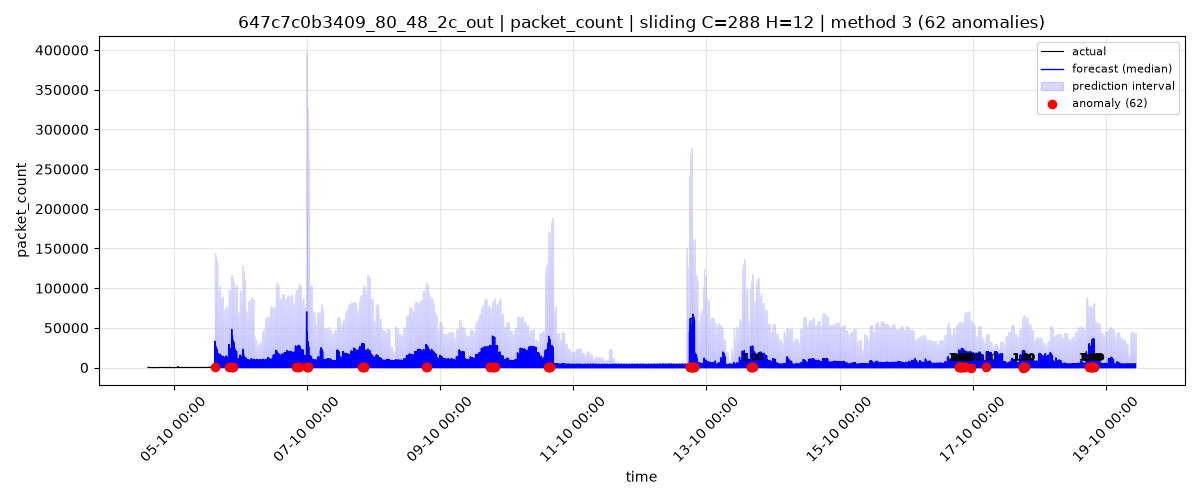 647c7c0b3409_80_48_2c_out | packet_count | sliding C=288 H=12 | method 3 (62 anomalies)
actual
forecast (median)
prediction interval
anomaly (62)
packet_count
400000
350000
300000
250000
200000
150000
100000
50000
0
05-10 00:00
07-10 00:00
09-10 00:00
11-10 00:00
13-10 00:00
15-10 00:00
17-10 00:00
19-10 00:00
time